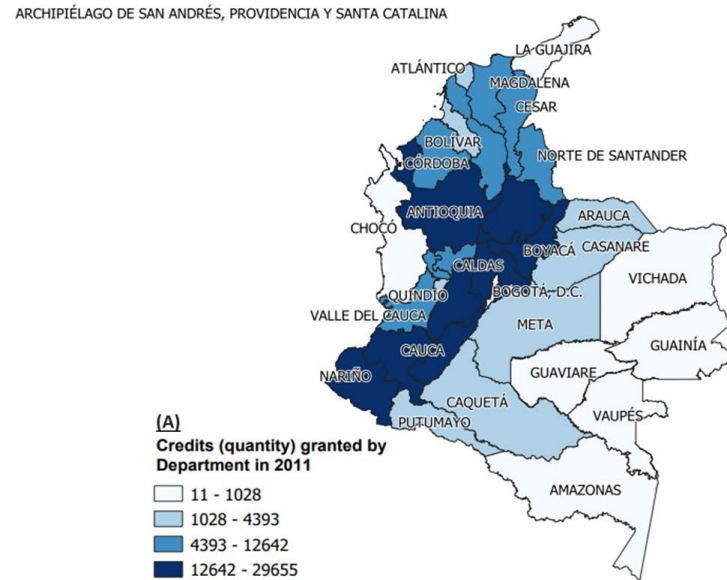 ARCHIPIÉLAGO DE SAN ANDRÉS, PROVIDENCIA Y SANTA CATALINA
LA GUAJIRA
ATLÁNTICO
MAGDALENA
CESAR
BOLÍVAR
NORTE DE SANTANDER
CÓRDOBA
ANTIOQUIA
ARAUCA
CHOCÓ
BOYACÁ
CASANARE
CALDAS
VICHADA
BOGOTÁ, D.C.
QUINDÍO
VALLE DEL CAUCA
META
GUAINÍA
CAUCA
NARIÑO
GUAVIARE
CAQUETÁ
VAUPÉS
PUTUMAYO
AMAZONAS
(A)
Credits (quantity) granted by
Department in 2011
11 - 1028
1028 - 4393
4393 - 12642
12642 - 29655